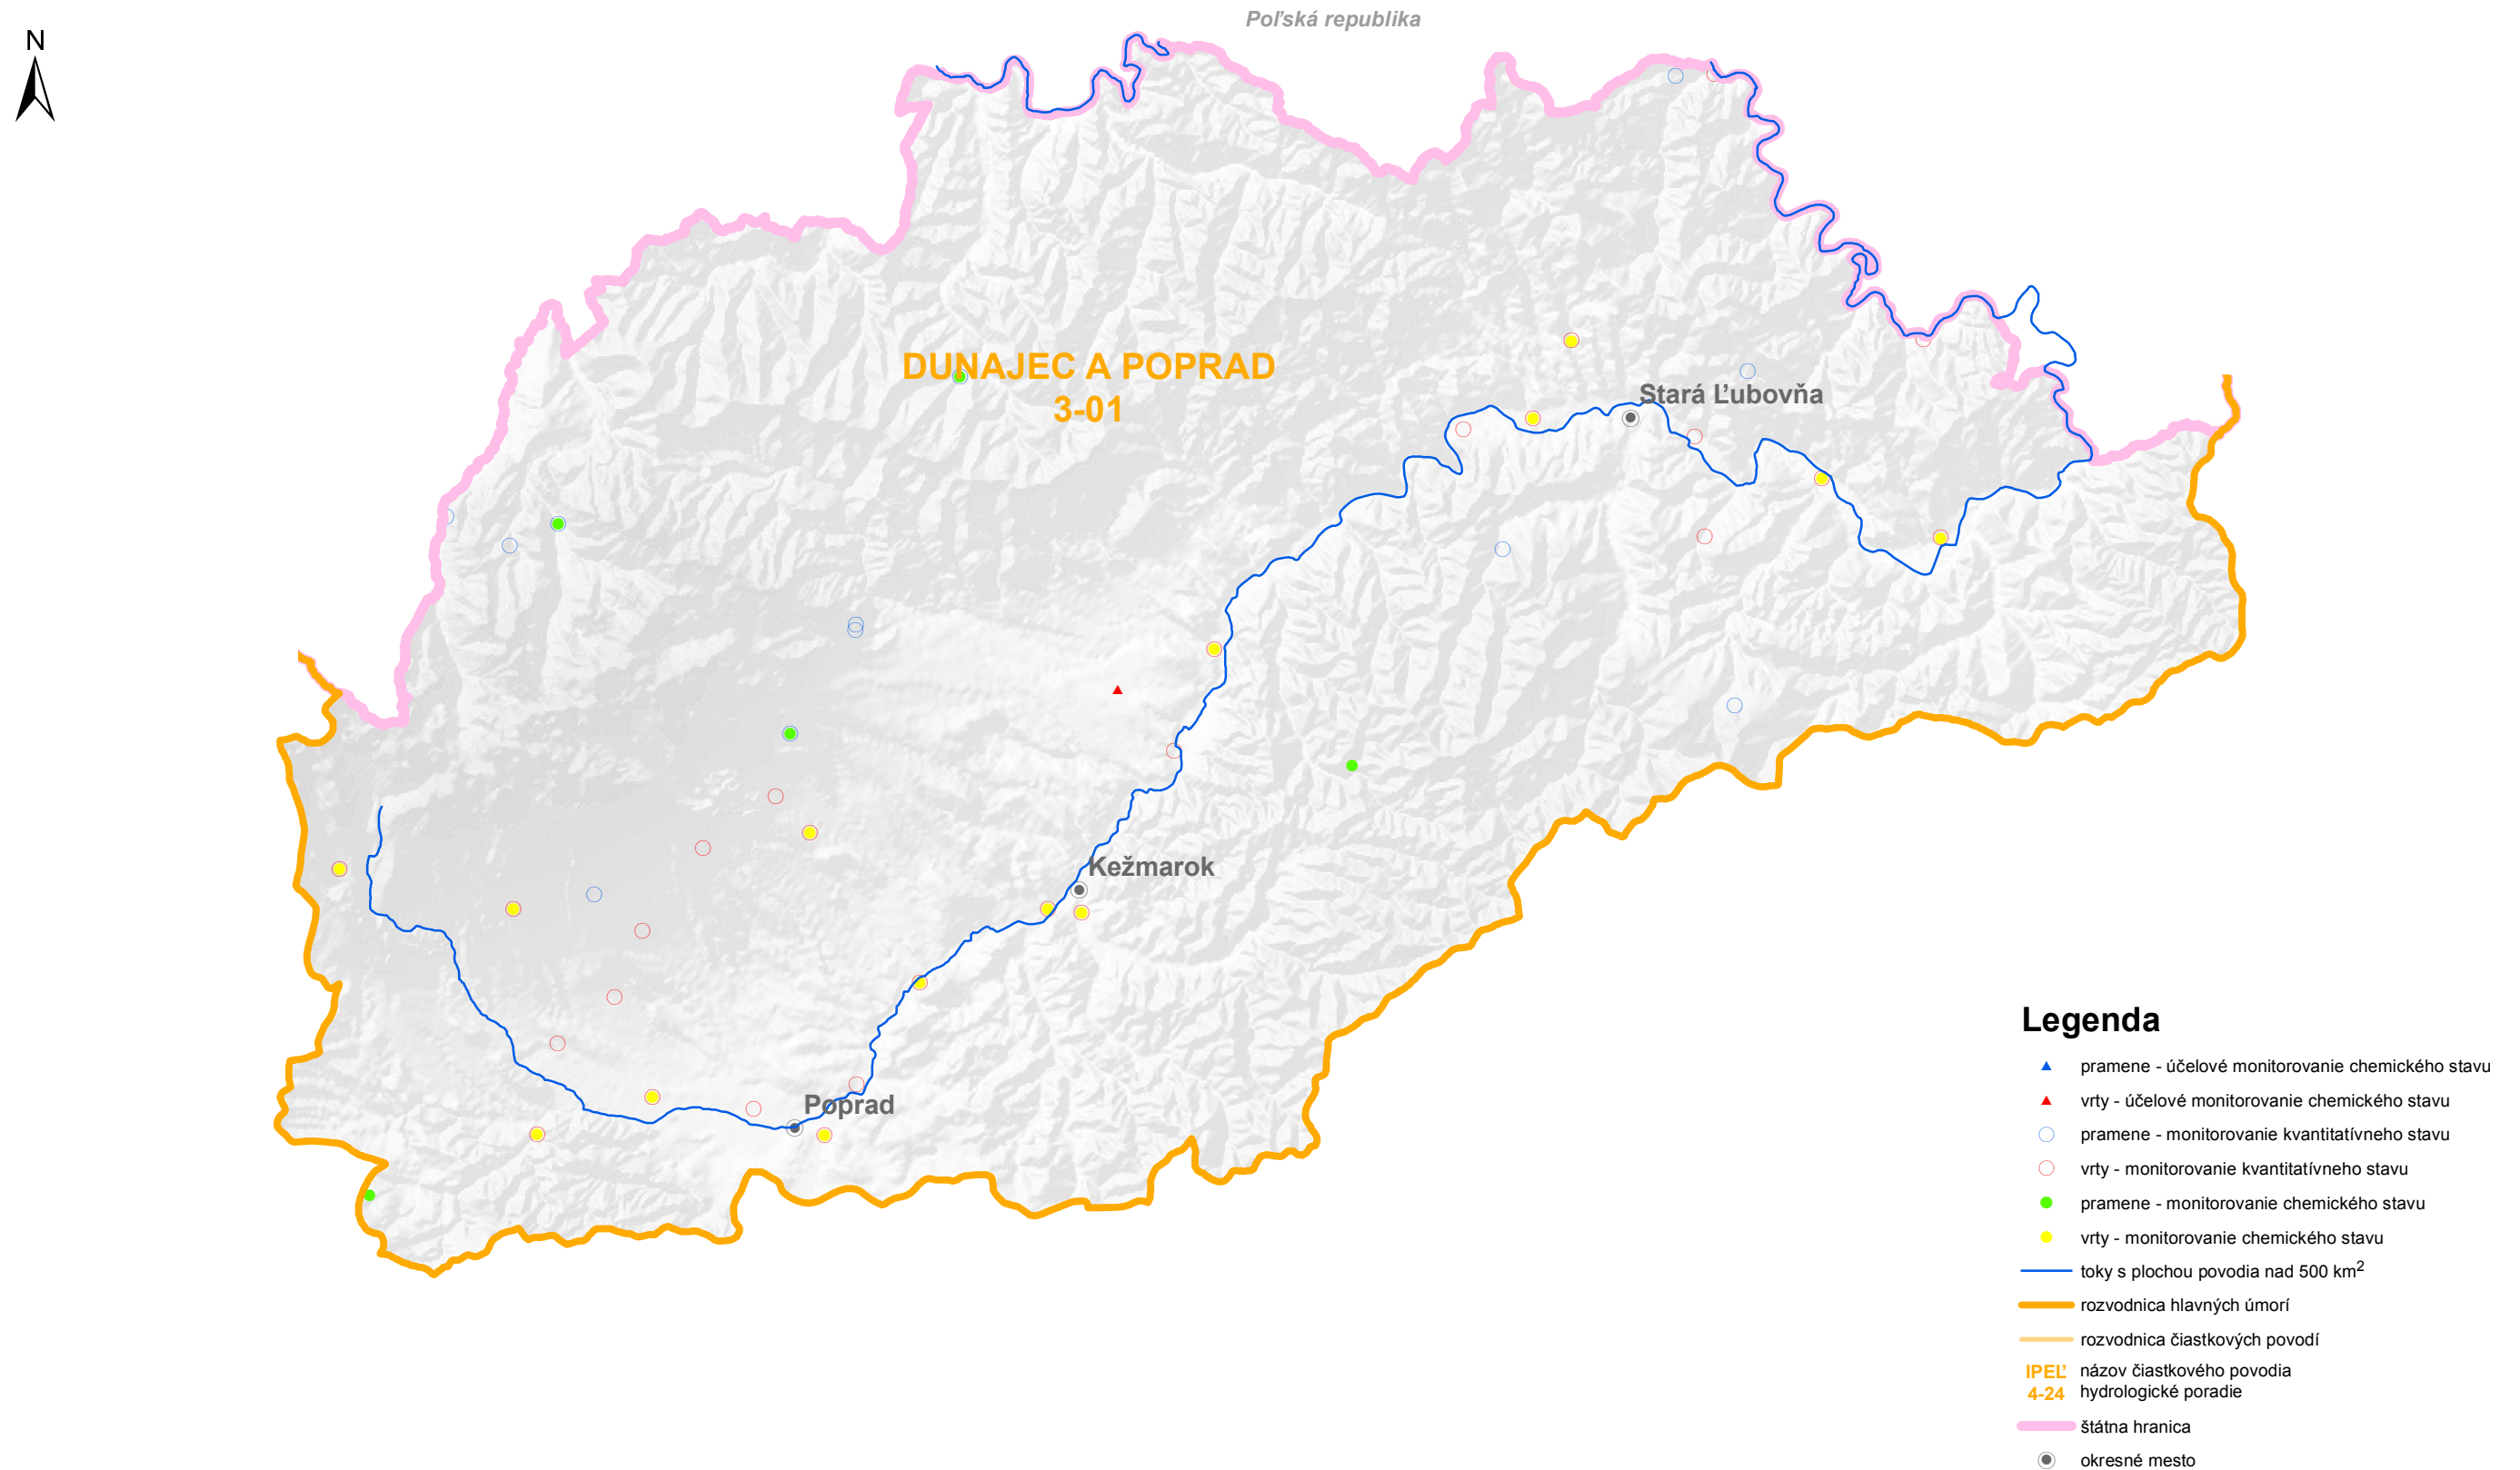 Poľská republika
N
DUNAJEC A POPRAD
3-01
Stará Ľubovňa
Kežmarok
Poprad
Legenda
pramene - účelové monitorovanie chemického stavu
vrty - účelové monitorovanie chemického stavu
pramene - monitorovanie kvantitatívneho stavu
vrty - monitorovanie kvantitatívneho stavu
pramene - monitorovanie chemického stavu
vrty - monitorovanie chemického stavu
toky s plochou povodia nad 500 km²
rozvodnica hlavných úmorí
rozvodnica čiastkových povodí
IPEĽ názov čiastkového povodia
4-24 hydrologické poradie
štátna hranica
okresné mesto